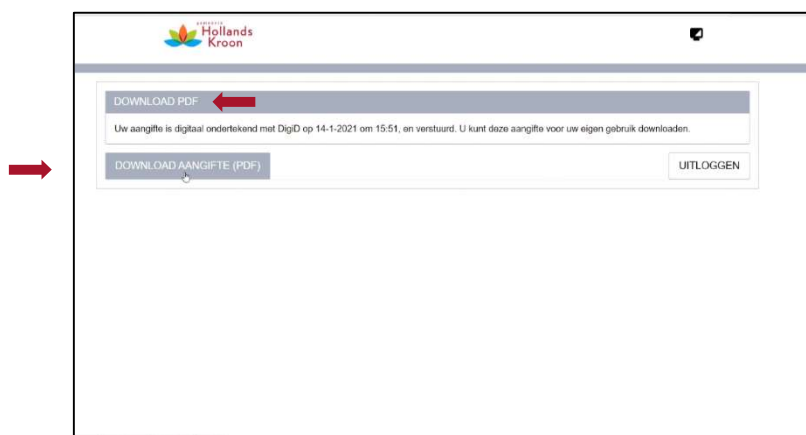 gemeente
Hollands
Kroon
DOWNLOAD PDF
Uw aangifte is digitaal ondertekend met DigiD op 14-1-2021 om 15:51, en verstuurd. U kunt deze aangifte voor uw eigen gebruik downloaden.
DOWNLOAD AANGIFTE (PDF)
UITLOGGEN